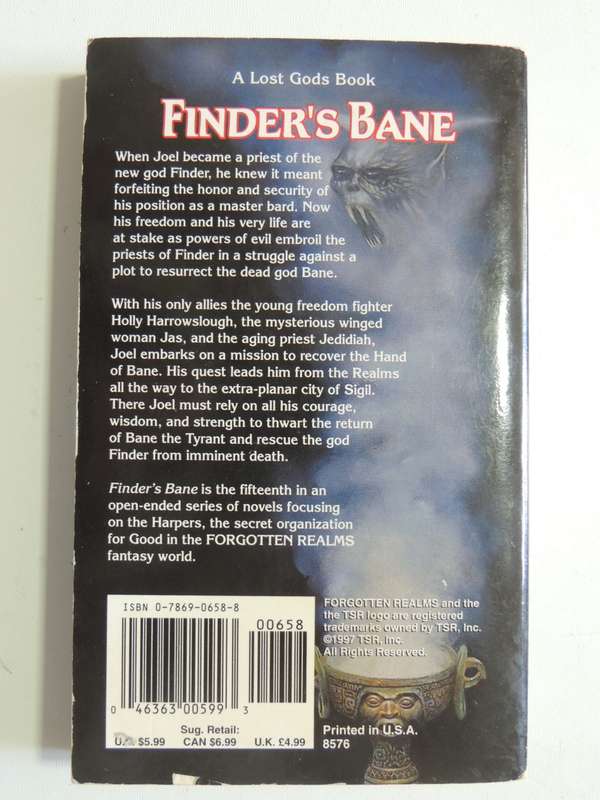 A Lost Gods Book
FINDER'S BANE
When Joel became a priest of the
new god Finder, he knew it meant
forfeiting the honor and security of
his position as a master bard. Now
his freedom and his very life are
at stake as powers of evil embroil the
priests of Finder in a struggle against a
plot to resurrect the dead god Bane.
With his only allies the young freedom fighter
Holly Harrowslough, the mysterious winged
woman Jas, and the aging priest Jedidiah,
Joel embarks on a mission to recover the Hand
of Bane. His quest leads him from the Realms
all the way to the extra-planar city of Sigil.
There Joel must rely on all his courage,
wisdom, and strength to thwart the return
of Bane the Tyrant and rescue the god
Finder from imminent death.
Finder's Bane is the fifteenth in an
open-ended series of novels focusing
on the Harpers, the secret organization
for Good in the FORGOTTEN REALMS
fantasy world.
ISBN 0-7869-0658-8
00658
0 46363 00599 3
Sug. Retail:
U.S. $5.99 CAN $6.99 U.K. £4.99
FORGOTTEN REALMS and the
the TSR logo are registered
trademarks owned by TSR, Inc.
©1997 TSR, Inc.
All Rights Reserved.
Printed in U.S.A.
8576